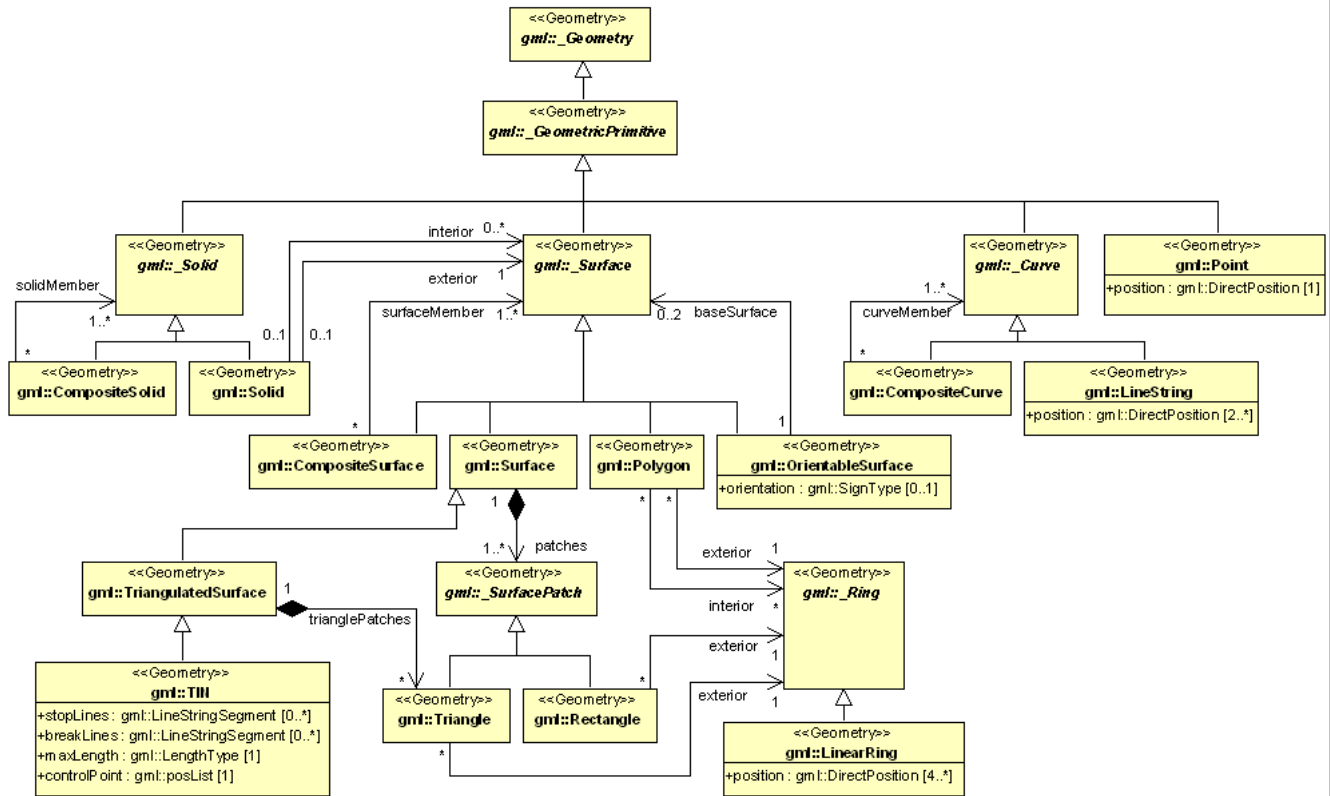 <<Geometry>>
gml::_Geometry
<<Geometry>>
gml::_GeometricPrimitive
<<Geometry>>
gml::_Solid
interior
0..*
<<Geometry>>
gml::_Surface
<<Geometry>>
gml::_Curve
<<Geometry>>
gml::Point
+position : gml::DirectPosition [1]
exterior
1
solidMember
1..*
surfaceMember
1..*
0..2
baseSurface
1..*
curveMember
0..1
0..1
*
<<Geometry>>
gml::CompositeSolid
<<Geometry>>
gml::Solid
*
<<Geometry>>
gml::CompositeCurve
<<Geometry>>
gml::LineString
+position : gml::DirectPosition [2..*]
*
1
<<Geometry>>
gml::CompositeSurface
<<Geometry>>
gml::Surface
<<Geometry>>
gml::Polygon
<<Geometry>>
gml::OrientableSurface
+orientation : gml::SignType [0..1]
1
*
*
1..*
patches
exterior
1
<<Geometry>>
gml::TriangulatedSurface
1
trianglePatches
<<Geometry>>
gml::_SurfacePatch
interior
*
<<Geometry>>
gml::_Ring
exterior
1
<<Geometry>>
gml::TIN
+stopLines : gml::LineStringSegment [0..*]
+breakLines : gml::LineStringSegment [0..*]
+maxLength : gml::LengthType [1]
+controlPoint : gml::posList [1]
*
<<Geometry>>
gml::Triangle
*
<<Geometry>>
gml::Rectangle
*
exterior
1
<<Geometry>>
gml::LinearRing
+position : gml::DirectPosition [4..*]